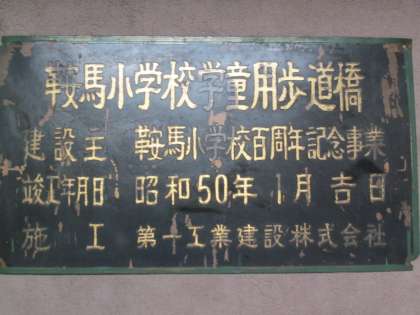 鞍馬小学校学童用歩道橋
建設主 鞍馬小学校百周年記念事業
竣工年月日 昭和50年1月吉日
施工 第一工業建設株式会社